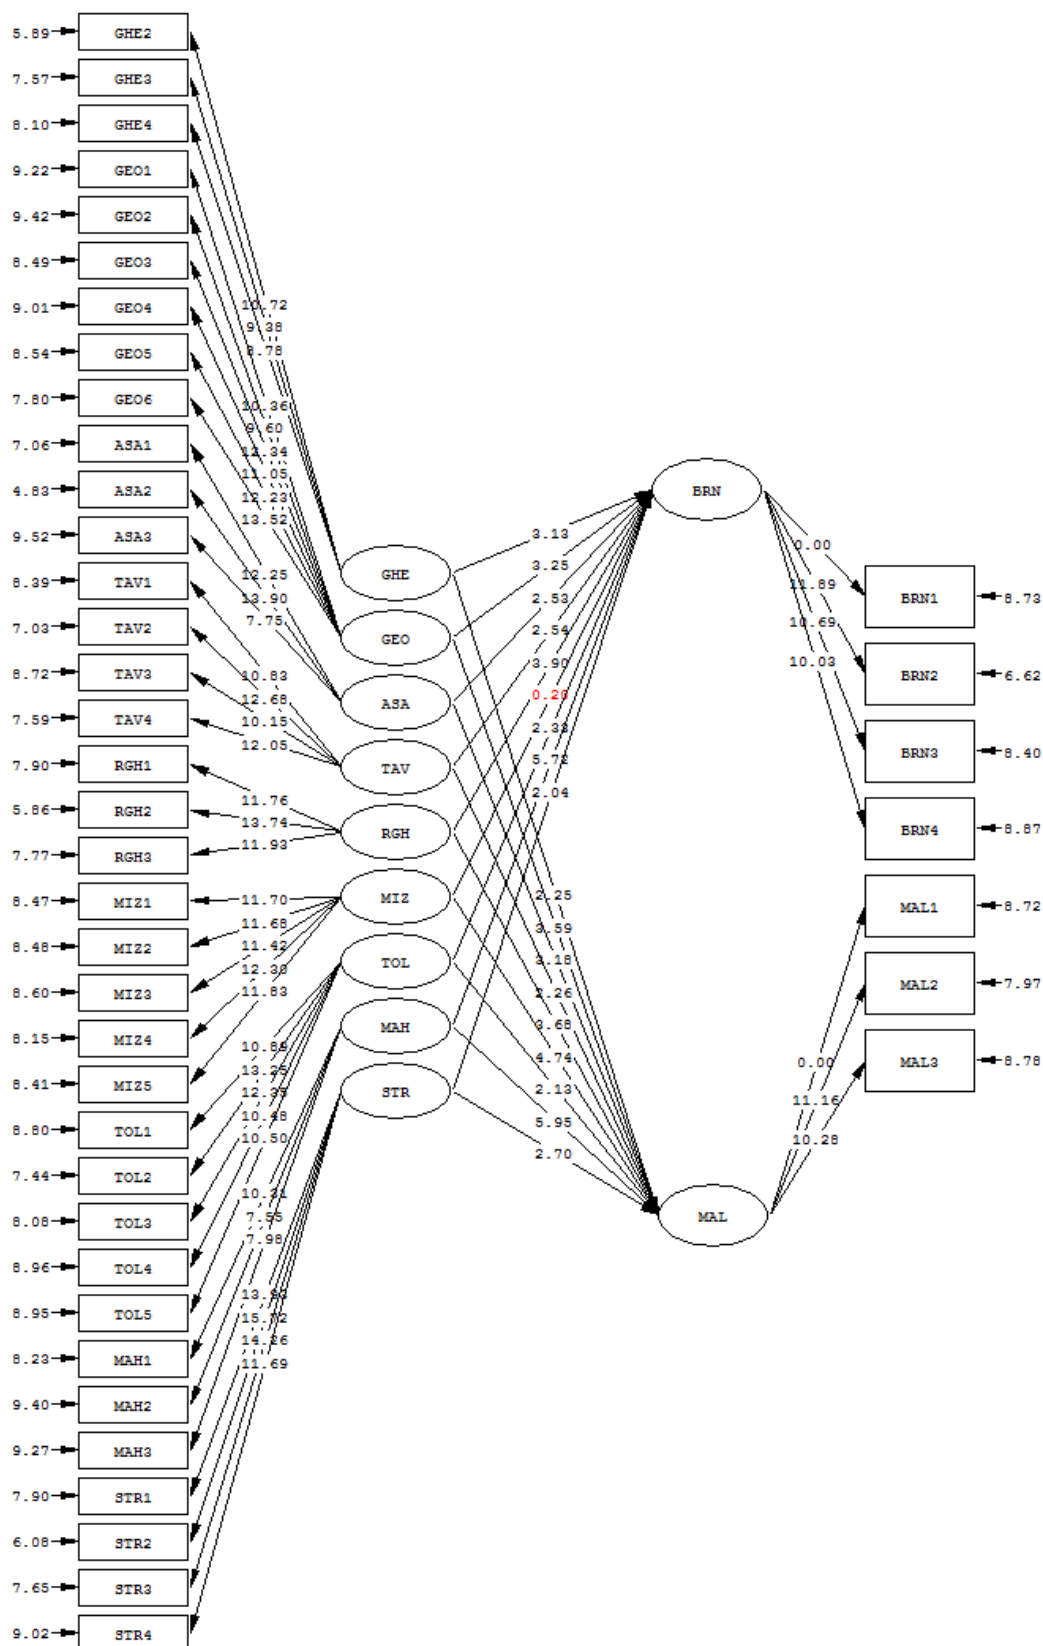 5.89 GHE2
7.57 GHE3
8.10 GHE4
9.22 GEO1
9.42 GEO2
8.49 GEO3
9.01 GEO4
8.54 GEO5
7.80 GEO6
7.06 ASA1
4.83 ASA2
9.52 ASA3
8.39 TAV1
7.03 TAV2
8.72 TAV3
7.59 TAV4
7.90 RGH1
5.86 RGH2
7.77 RGH3
8.47 MIZ1
8.48 MIZ2
8.60 MIZ3
8.15 MIZ4
8.41 MIZ5
8.80 TOL1
7.44 TOL2
8.08 TOL3
8.96 TOL4
8.95 TOL5
8.23 MAH1
9.40 MAH2
9.27 MAH3
7.90 STR1
6.08 STR2
7.65 STR3
9.02 STR4
10.72
9.38
8.78
10.36
9.60
12.34
11.05
12.23
13.52
12.25
13.90
7.75
10.83
12.68
10.15
12.05
11.76
13.74
11.93
11.70
11.68
11.42
12.30
11.83
10.89
13.25
12.35
10.48
10.50
10.31
7.55
7.98
13.93
15.72
14.26
11.69
GHE
GEO
ASA
TAV
RGH
MIZ
TOL
MAH
STR
3.13
3.25
2.53
2.54
3.90
0.20
2.33
5.72
2.04
2.25
3.59
3.18
2.26
3.68
4.74
2.13
5.95
2.70
BRN
MAL
0.00
11.89
10.69
10.03
0.00
11.16
10.28
BRN1 8.73
BRN2 6.62
BRN3 8.40
BRN4 8.87
MAL1 8.72
MAL2 7.97
MAL3 8.78